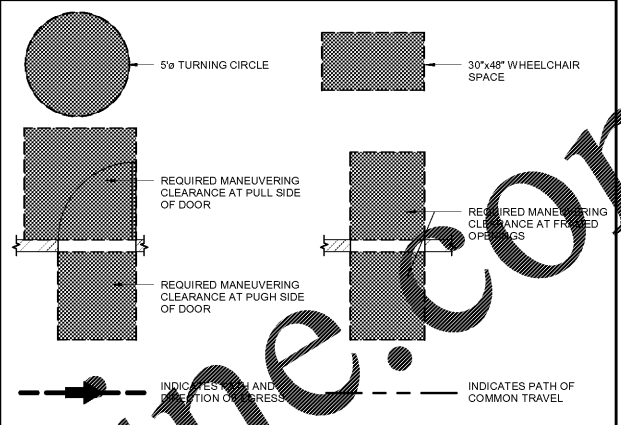 5'ø TURNING CIRCLE
30"x48" WHEELCHAIR
SPACE
REQUIRED MANEUVERING
CLEARANCE AT PULL SIDE
OF DOOR
REQUIRED MANEUVERING
CLEARANCE AT FRAMED
OPENINGS
REQUIRED MANEUVERING
CLEARANCE AT PUGH SIDE
OF DOOR
INDICATES PATH AND
DIRECTION OF EGRESS
INDICATES PATH OF
COMMON TRAVEL
ine.com